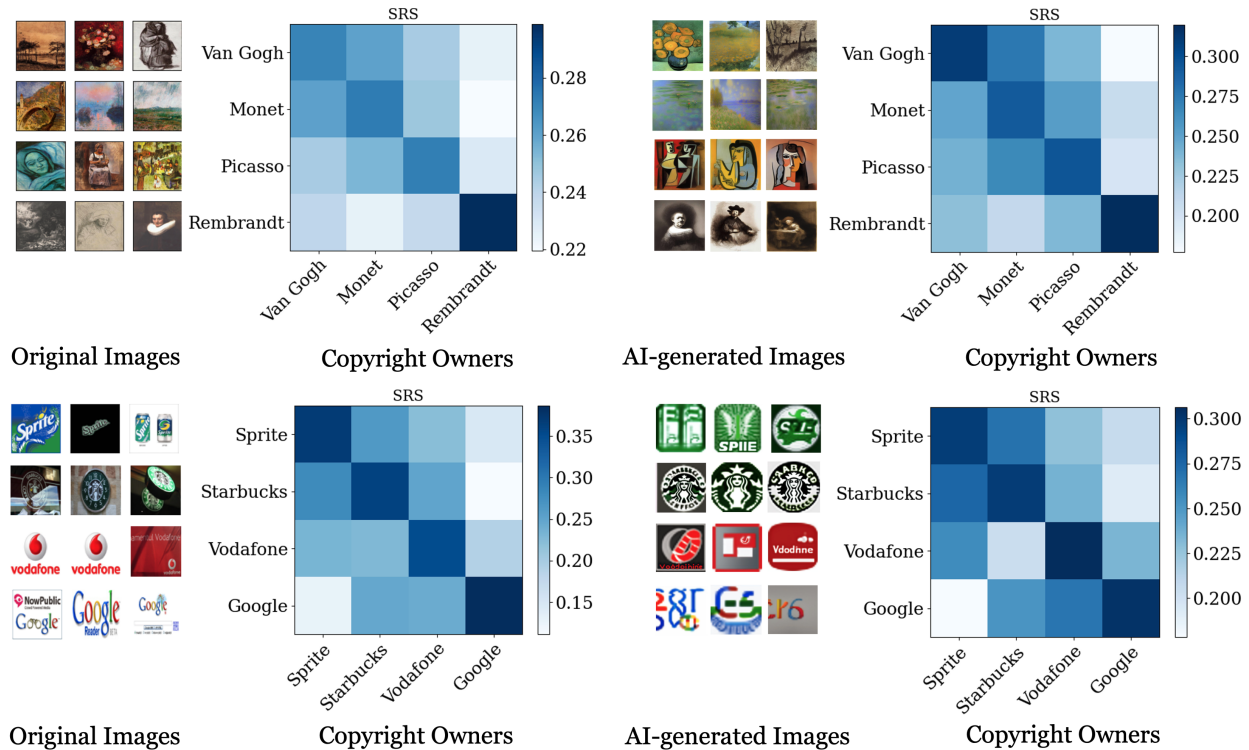 SRS
Van Gogh
Monet
Picasso
Rembrandt
0.28
0.26
0.24
0.22
Van Gogh
Monet
Picasso
Rembrandt
Original Images
Copyright Owners
SRS
Van Gogh
Monet
Picasso
Rembrandt
0.300
0.275
0.250
0.225
0.200
Van Gogh
Monet
Picasso
Rembrandt
AI-generated Images
Copyright Owners
Sprite
Sprite
vodafone
vodafone
NowPublic
Google
Google
Reader
Google
SRS
Sprite
Starbucks
Vodafone
Google
0.35
0.30
0.25
0.20
0.15
Sprite
Starbucks
Vodafone
Google
Original Images
Copyright Owners
SPIIE
Vdodhne
SRS
Sprite
Starbucks
Vodafone
Google
0.300
0.275
0.250
0.225
0.200
Sprite
Starbucks
Vodafone
Google
AI-generated Images
Copyright Owners